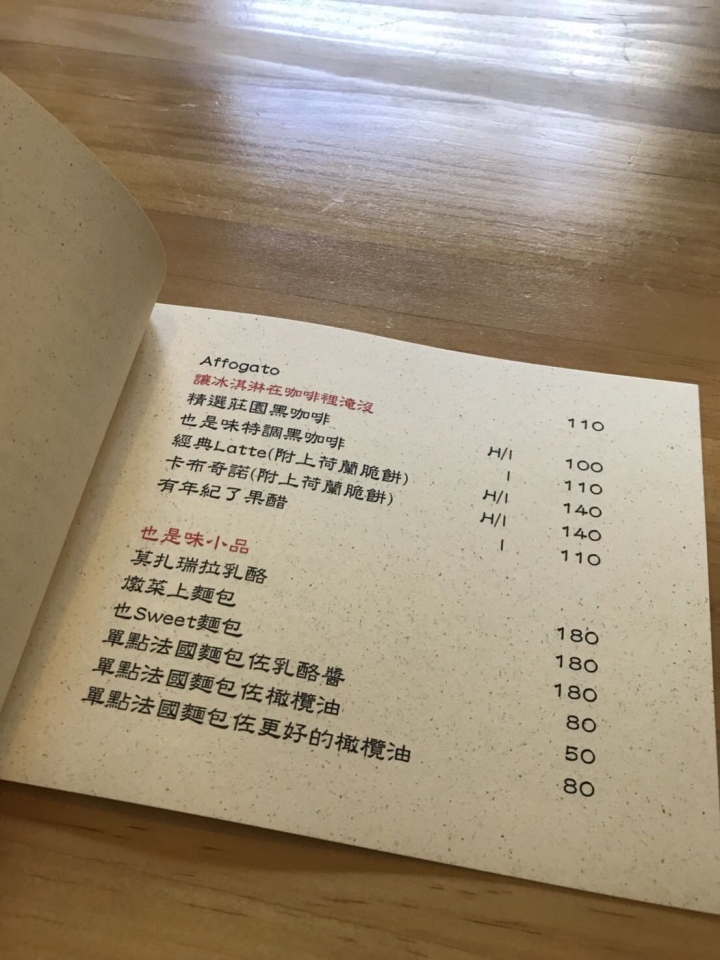 Affogato 110
讓冰淇淋在咖啡裡淹沒
精選莊園黑咖啡 H/I 100
也是味特調黑咖啡 I 110
經典Latte(附上荷蘭脆餅) H/I 140
卡布奇諾(附上荷蘭脆餅) H/I 140
有年紀了果醋 I 110
也是味小品
莫扎瑞拉乳酪 180
燉菜上麵包 180
也Sweet麵包 180
單點法國麵包佐乳酪醬 80
單點法國麵包佐橄欖油 50
單點法國麵包佐更好的橄欖油 80